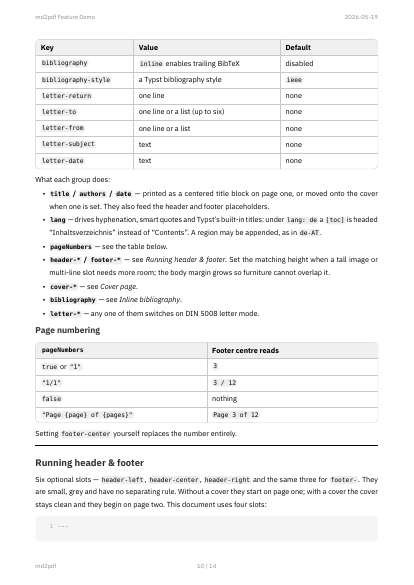 md2pdf Feature Demo 2026-05-19
Key Value Default
bibliography inline enables trailing BibTeX disabled
bibliography-style a Typst bibliography style ieee
letter-return one line none
letter-to one line or a list (up to six) none
letter-from one line or a list none
letter-subject text none
letter-date text none
What each group does:
• title / authors / date — printed as a centered title block on page one, or moved onto the cover
when one is set. They also feed the header and footer placeholders.
• lang — drives hyphenation, smart quotes and Typst's built-in titles: under lang: de a [toc] is headed
"Inhaltsverzeichnis" instead of "Contents". A region may be appended, as in de-AT.
• pageNumbers — see the table below.
• header-* / footer-* — see Running header & footer. Set the matching height when a tall image or
multi-line slot needs more room; the body margin grows so furniture cannot overlap it.
• cover-* — see Cover page.
• bibliography — see Inline bibliography.
• letter-* — any one of them switches on DIN 5008 letter mode.
Page numbering
pageNumbers Footer centre reads
true or "1" 3
"1/1" 3 / 12
false nothing
"Page {page} of {pages}" Page 3 of 12
Setting footer-center yourself replaces the number entirely.
Running header & footer
Six optional slots — header-left, header-center, header-right and the same three for footer-. They
are small, grey and have no separating rule. Without a cover they start on page one; with a cover the cover
stays clean and they begin on page two. This document uses four slots:
1 ---
md2pdf 10 / 14